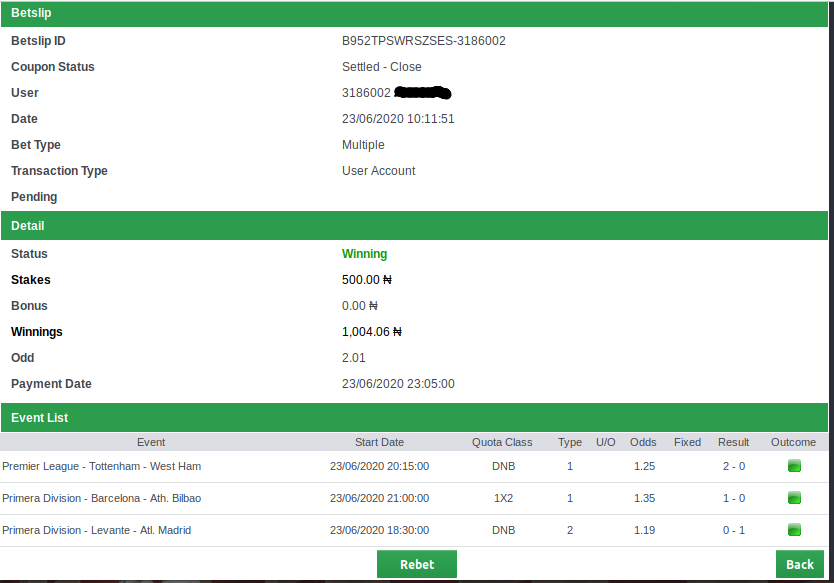 Betslip
Betslip ID B952TPSWRSZSES-3186002
Coupon Status Settled - Close
User 3186002
Date 23/06/2020 10:11:51
Bet Type Multiple
Transaction Type User Account
Pending
Detail
Status Winning
Stakes 500.00 ₦
Bonus 0.00 ₦
Winnings 1,004.06 ₦
Odd 2.01
Payment Date 23/06/2020 23:05:00
Event List
Event Start Date Quota Class Type U/O Odds Fixed Result Outcome
Premier League - Tottenham - West Ham 23/06/2020 20:15:00 DNB 1 1.25 2 - 0
Primera Division - Barcelona - Ath. Bilbao 23/06/2020 21:00:00 1X2 1 1.35 1 - 0
Primera Division - Levante - Atl. Madrid 23/06/2020 18:30:00 DNB 2 1.19 0 - 1
Rebet Back